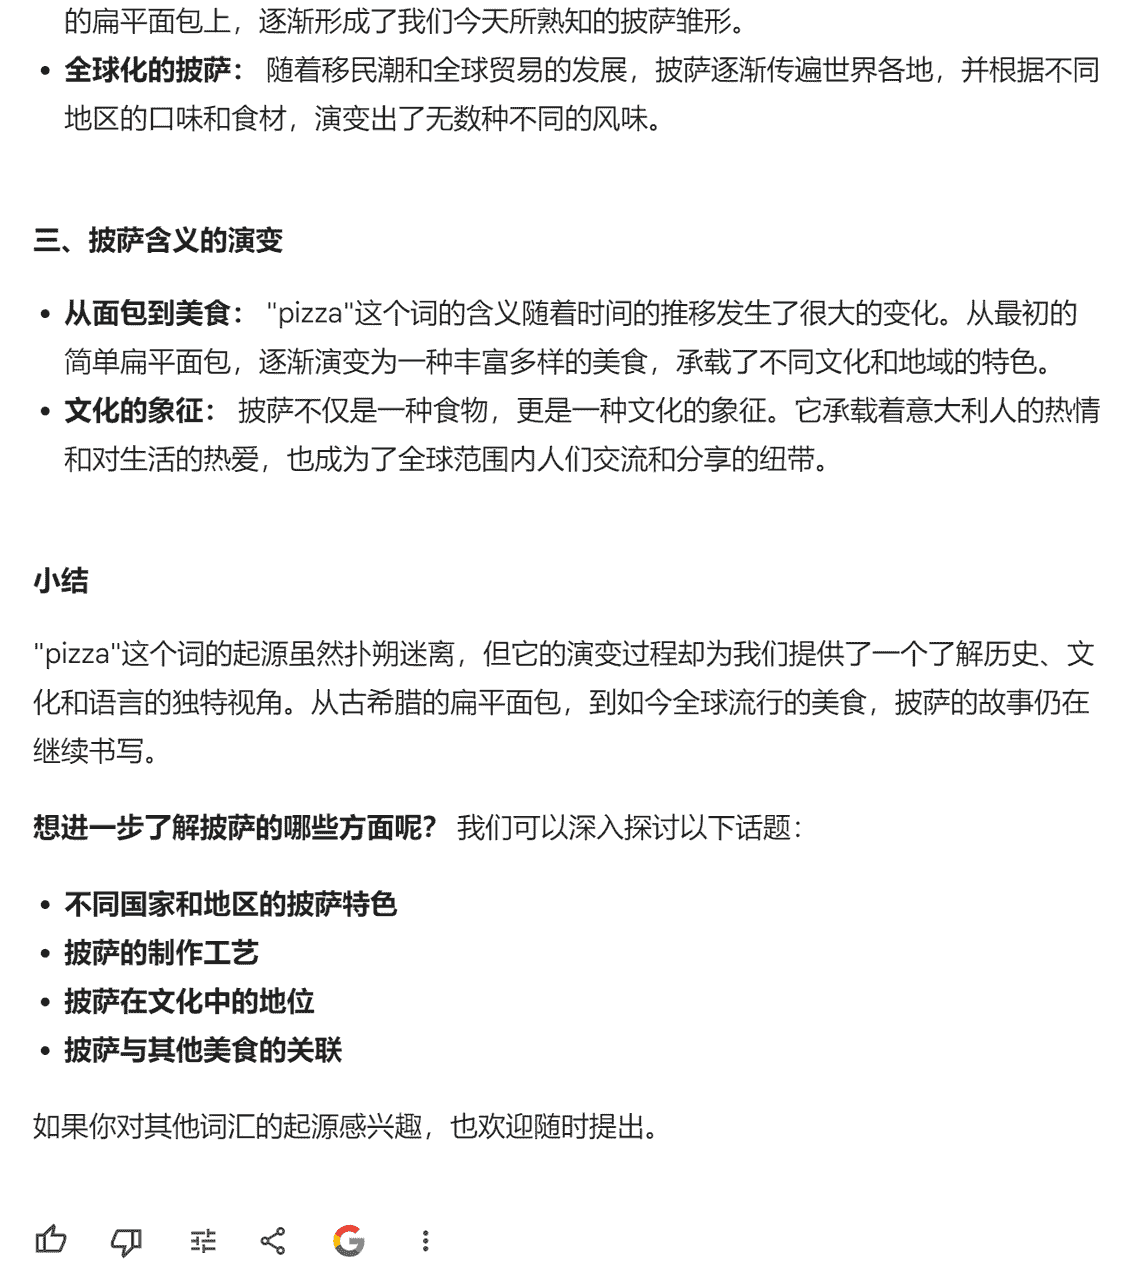 的扁平面包上，逐渐形成了我们今天所熟知的披萨雏形。
• 全球化的披萨： 随着移民潮和全球贸易的发展，披萨逐渐传遍世界各地，并根据不同
地区的口味和食材，演变出了无数种不同的风味。
三、披萨含义的演变
• 从面包到美食： "pizza"这个词的含义随着时间的推移发生了很大的变化。从最初的
简单扁平面包，逐渐演变为一种丰富多样的美食，承载了不同文化和地域的特色。
• 文化的象征： 披萨不仅是一种食物，更是一种文化的象征。它承载着意大利人的热情
和对生活的热爱，也成为了全球范围内人们交流和分享的纽带。
小结
"pizza"这个词的起源虽然扑朔迷离，但它的演变过程却为我们提供了一个了解历史、文
化和语言的独特视角。从古希腊的扁平面包，到如今全球流行的美食，披萨的故事仍在
继续书写。
想进一步了解披萨的哪些方面呢？ 我们可以深入探讨以下话题：
• 不同国家和地区的披萨特色
• 披萨的制作工艺
• 披萨在文化中的地位
• 披萨与其他美食的关联
如果你对其他词汇的起源感兴趣，也欢迎随时提出。